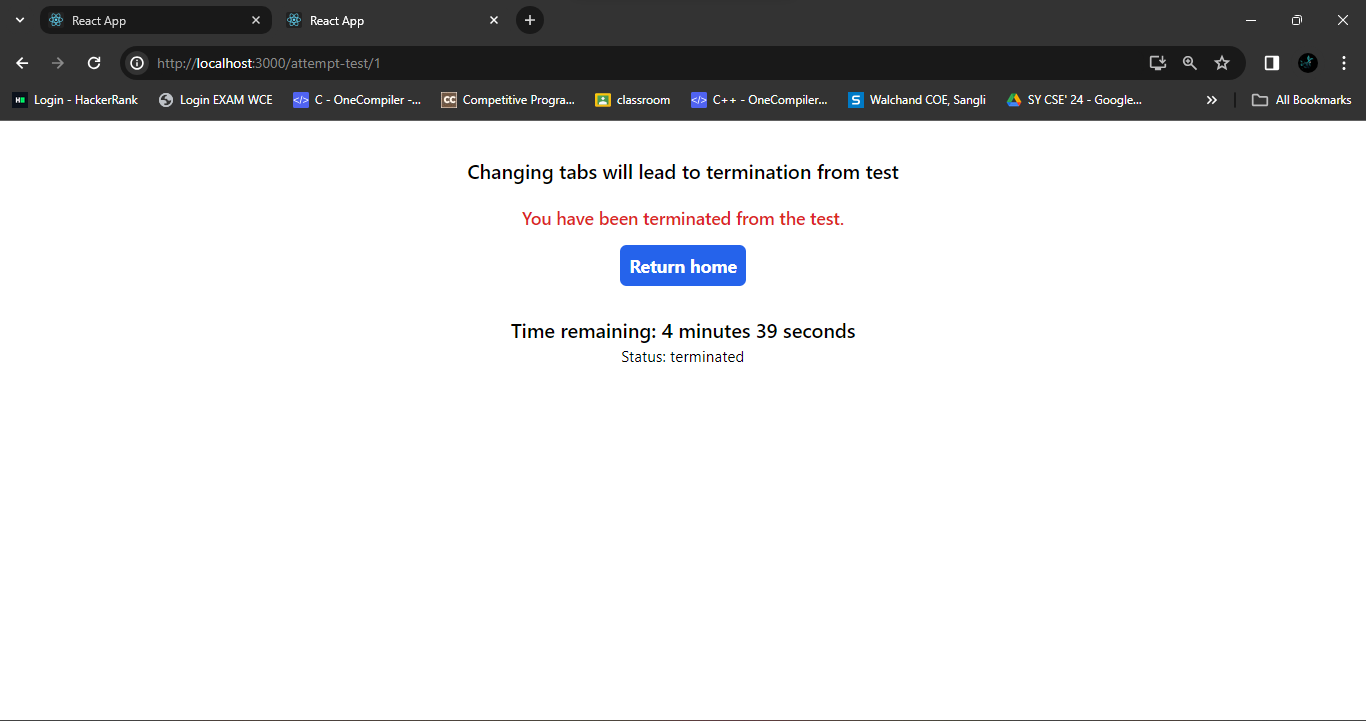 React App
React App
http://localhost:3000/attempt-test/1
Login - HackerRank
Login EXAM WCE
C - OneCompiler -...
CC
Competitive Progra...
classroom
C++ - OneCompiler...
S
Walchand COE, Sangli
SY CSE' 24 - Google...
All Bookmarks
Changing tabs will lead to termination from test
You have been terminated from the test.
Return home
Time remaining: 4 minutes 39 seconds
Status: terminated